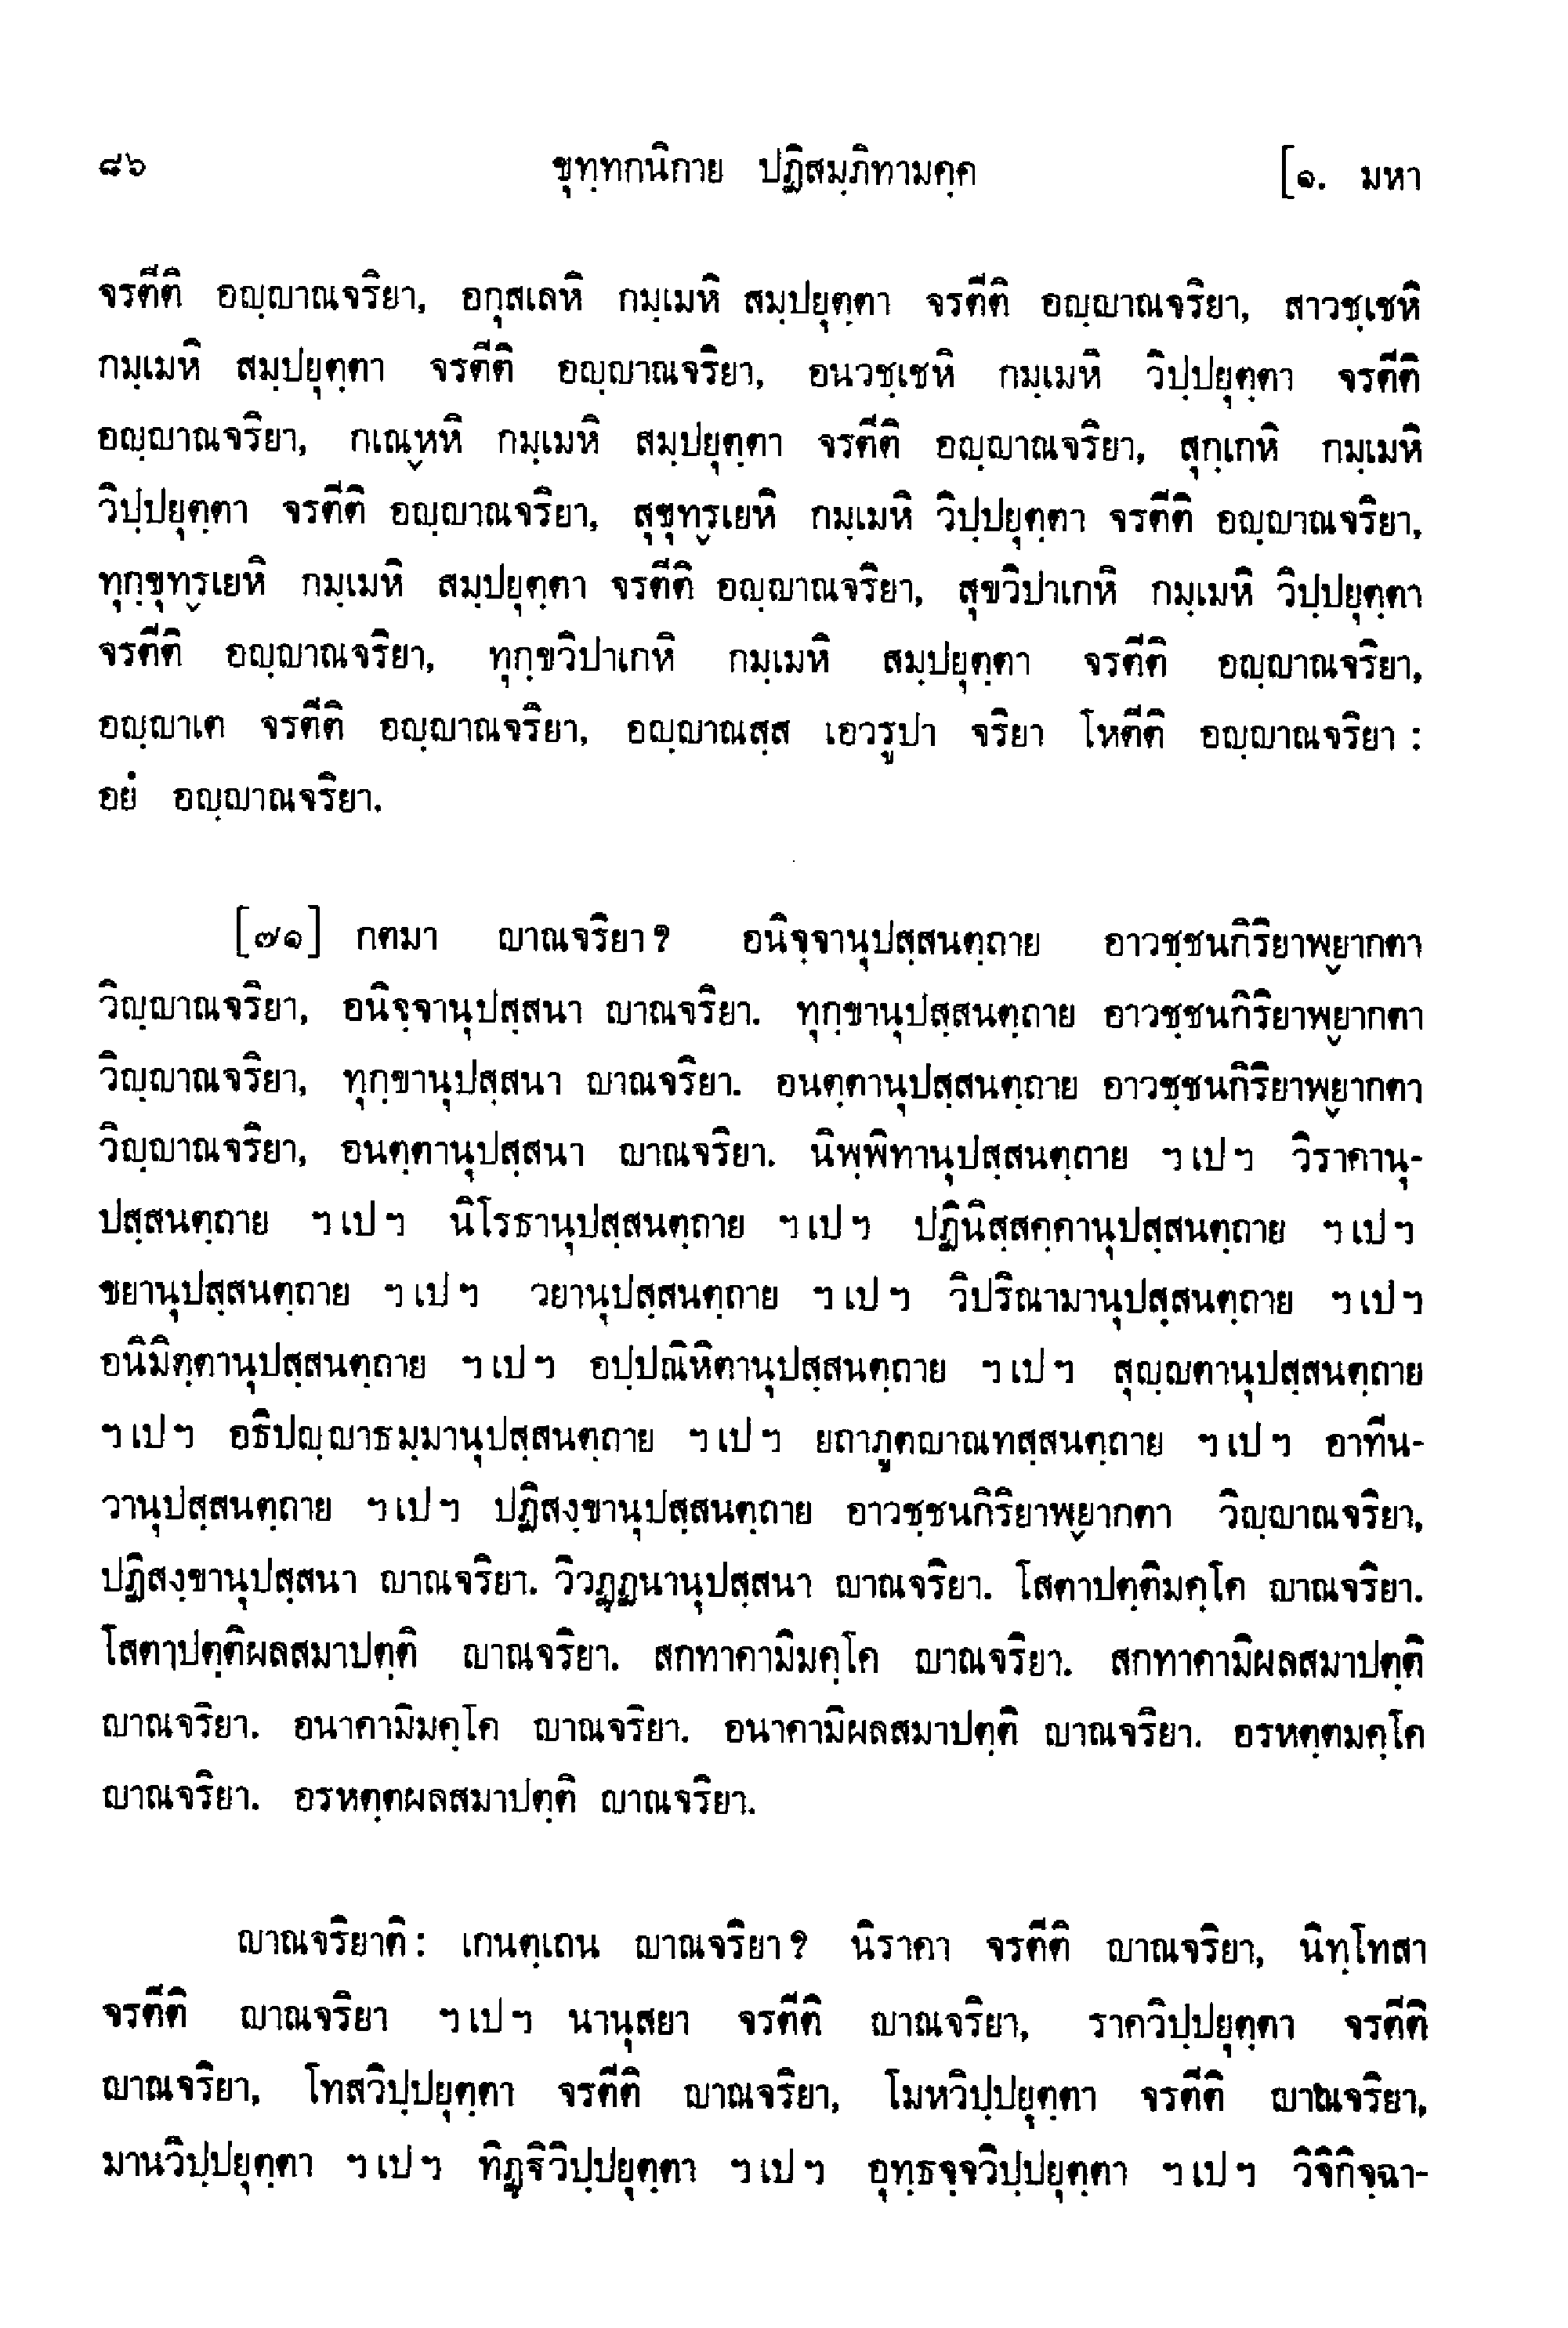 ๘๖ ขุทฺทกนิกาย ปฏิสมฺภิทามคฺค [๑. มหา
จรตีติ อญฺญาณจริยา, อกุสเลหิ กมฺเมหิ สมฺปยุตฺตา จรตีติ อญฺญาณจริยา, สาวชฺเชหิ
กมฺเมหิ สมฺปยุตฺตา จรตีติ อญฺญาณจริยา, อนวชฺเชหิ กมฺเมหิ วิปฺปยุตฺตา จรตีติ
อญฺญาณจริยา, กเณฺหหิ กมฺเมหิ สมฺปยุตฺตา จรตีติ อญฺญาณจริยา, สุกฺเกหิ กมฺเมหิ
วิปฺปยุตฺตา จรตีติ อญฺญาณจริยา, สุขุทฺรเยหิ กมฺเมหิ วิปฺปยุตฺตา จรตีติ อญฺญาณจริยา,
ทุกฺขุทฺรเยหิ กมฺเมหิ สมฺปยุตฺตา จรตีติ อญฺญาณจริยา, สุขวิปาเกหิ กมฺเมหิ วิปฺปยุตฺตา
จรตีติ อญฺญาณจริยา, ทุกฺขวิปาเกหิ กมฺเมหิ สมฺปยุตฺตา จรตีติ อญฺญาณจริยา,
อญฺญาเต จรตีติ อญฺญาณจริยา, อญฺญาณสฺส เอวรูปา จริยา โหตีติ อญฺญาณจริยา :
อยํ อญฺญาณจริยา.
[๗๑] กตมา ญาณจริยา ? อนิจฺจานุปสฺสนตฺถาย อาวชฺชนกิริยาพฺยากตา
วิญฺญาณจริยา, อนิจฺจานุปสฺสนา ญาณจริยา. ทุกฺขานุปสฺสนตฺถาย อาวชฺชนกิริยาพฺยากตา
วิญฺญาณจริยา, ทุกฺขานุปสฺสนา ญาณจริยา. อนตฺตานุปสฺสนตฺถาย อาวชฺชนกิริยาพฺยากตา
วิญฺญาณจริยา, อนตฺตานุปสฺสนา ญาณจริยา. นิพฺพิทานุปสฺสนตฺถาย ฯ เป ฯ วิราคานุ-
ปสฺสนตฺถาย ฯ เป ฯ นิโรธานุปสฺสนตฺถาย ฯ เป ฯ ปฏินิสฺสคฺคานุปสฺสนตฺถาย ฯ เป ฯ
ขยานุปสฺสนตฺถาย ฯ เป ฯ วยานุปสฺสนตฺถาย ฯ เป ฯ วิปริณามานุปสฺสนตฺถาย ฯ เป ฯ
อนิมิตฺตานุปสฺสนตฺถาย ฯ เป ฯ อปฺปณิหิตานุปสฺสนตฺถาย ฯ เป ฯ สุญฺญตานุปสฺสนตฺถาย
ฯ เป ฯ อธิปญฺญาธมฺมานุปสฺสนตฺถาย ฯ เป ฯ ยถาภูตญาณทสฺสนตฺถาย ฯ เป ฯ อาทีน-
วานุปสฺสนตฺถาย ฯ เป ฯ ปฏิสงฺขานุปสฺสนตฺถาย อาวชฺชนกิริยาพฺยากตา วิญฺญาณจริยา,
ปฏิสงฺขานุปสฺสนา ญาณจริยา. วิวฏฺฏนานุปสฺสนา ญาณจริยา. โสตาปตฺติมคฺโค ญาณจริยา.
โสตาปตฺติผลสมาปตฺติ ญาณจริยา. สกทาคามิมคฺโค ญาณจริยา. สกทาคามิผลสมาปตฺติ
ญาณจริยา. อนาคามิมคฺโค ญาณจริยา. อนาคามิผลสมาปตฺติ ญาณจริยา. อรหตฺตมคฺโค
ญาณจริยา. อรหตฺตผลสมาปตฺติ ญาณจริยา.
ญาณจริยาติ : เกนตฺเถน ญาณจริยา ? นิราคา จรตีติ ญาณจริยา, นิทฺโทสา
จรตีติ ญาณจริยา ฯ เป ฯ นานุสยา จรตีติ ญาณจริยา, ราควิปฺปยุตฺตา จรตีติ
ญาณจริยา, โทสวิปฺปยุตฺตา จรตีติ ญาณจริยา, โมหวิปฺปยุตฺตา จรตีติ ญาณจริยา,
มานวิปฺปยุตฺตา ฯ เป ฯ ทิฏฺฐิวิปฺปยุตฺตา ฯ เป ฯ อุทฺธจฺจวิปฺปยุตฺตา ฯ เป ฯ วิจิกิจฺฉา-